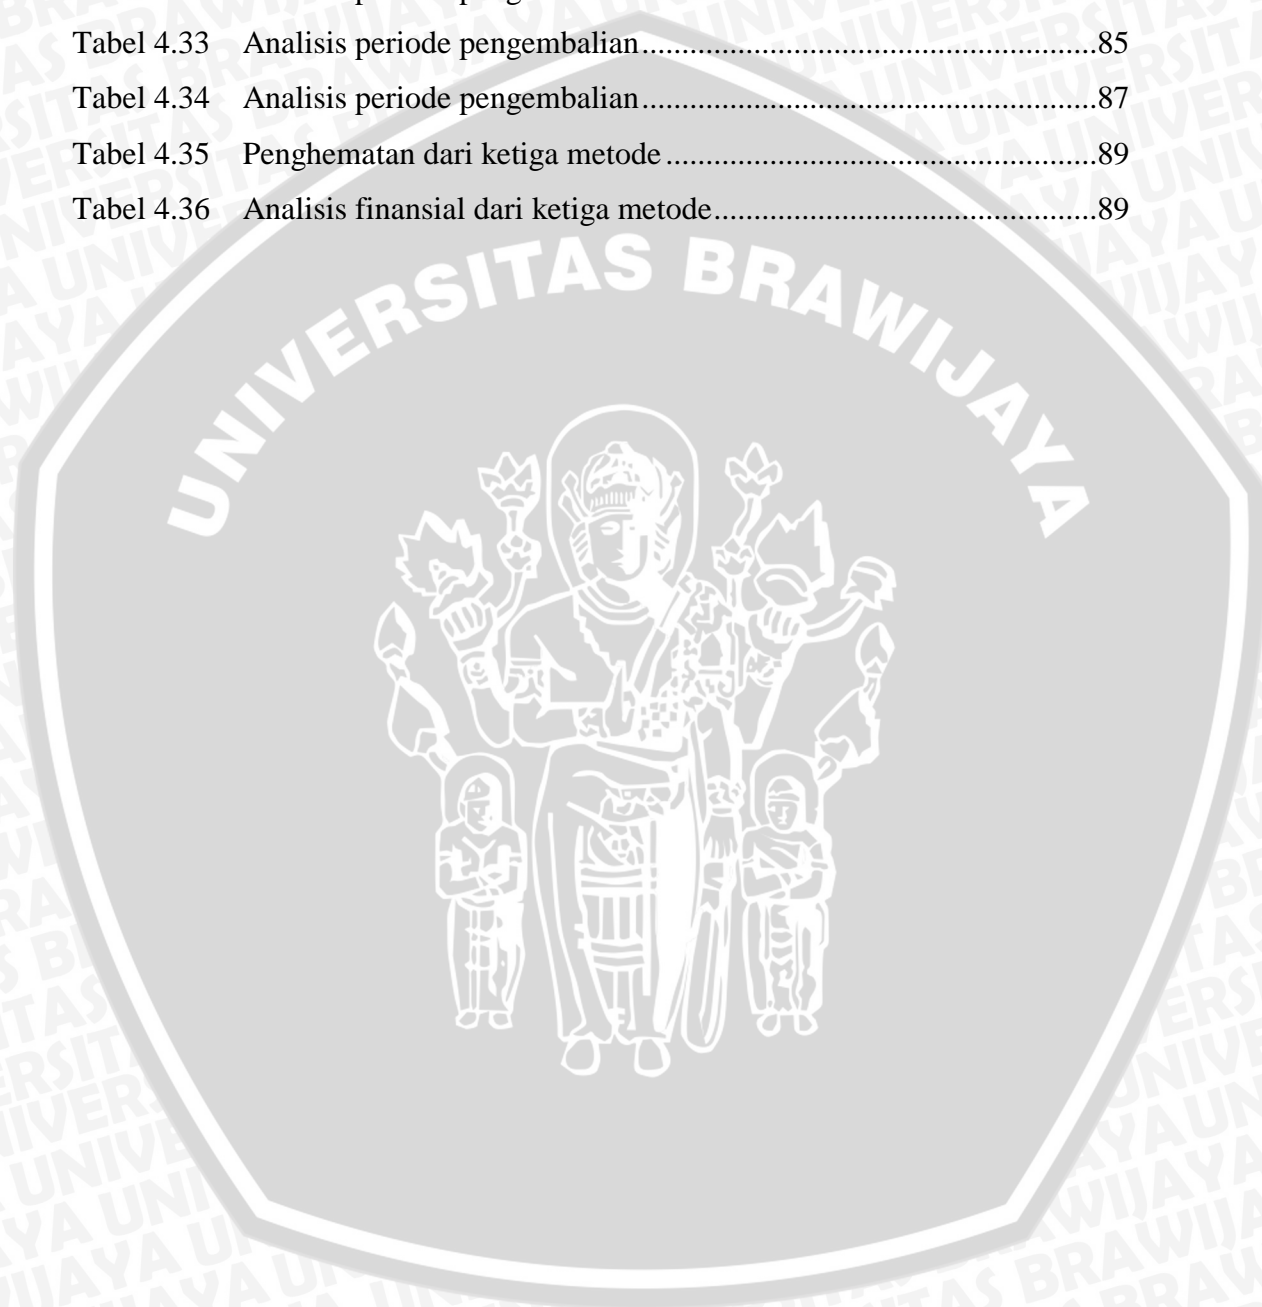 Tabel 4.33 Analisis periode pengembalian.........................................................85
Tabel 4.34 Analisis periode pengembalian.........................................................87
Tabel 4.35 Penghematan dari ketiga metode......................................................89
Tabel 4.36 Analisis finansial dari ketiga metode................................................89
UNIVERSITAS BRAWIJAYA